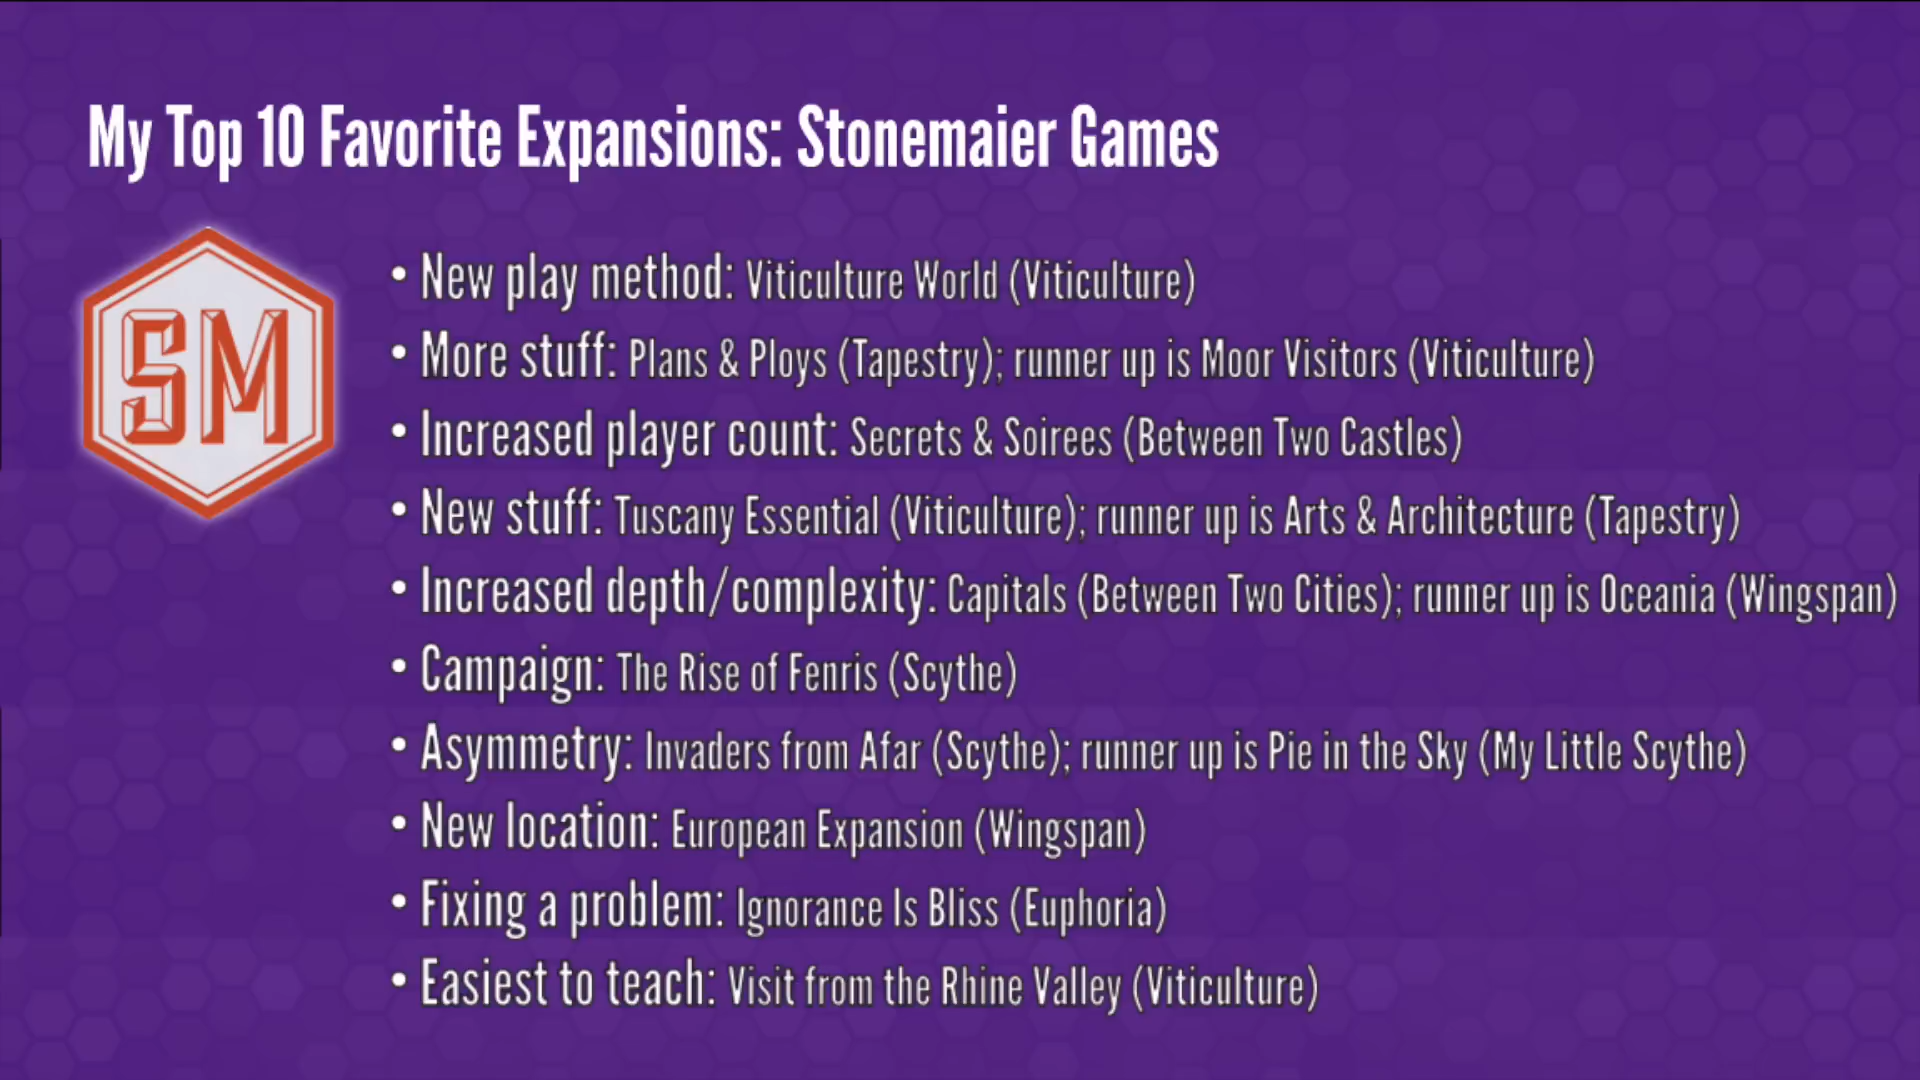 My Top 10 Favorite Expansions: Stonemaier Games
SM
• New play method: Viticulture World (Viticulture)
• More stuff: Plans & Ploys (Tapestry); runner up is Moor Visitors (Viticulture)
• Increased player count: Secrets & Soirees (Between Two Castles)
• New stuff: Tuscany Essential (Viticulture); runner up is Arts & Architecture (Tapestry)
• Increased depth/complexity: Capitals (Between Two Cities); runner up is Oceania (Wingspan)
• Campaign: The Rise of Fenris (Scythe)
• Asymmetry: Invaders from Afar (Scythe); runner up is Pie in the Sky (My Little Scythe)
• New location: European Expansion (Wingspan)
• Fixing a problem: Ignorance Is Bliss (Euphoria)
• Easiest to teach: Visit from the Rhine Valley (Viticulture)